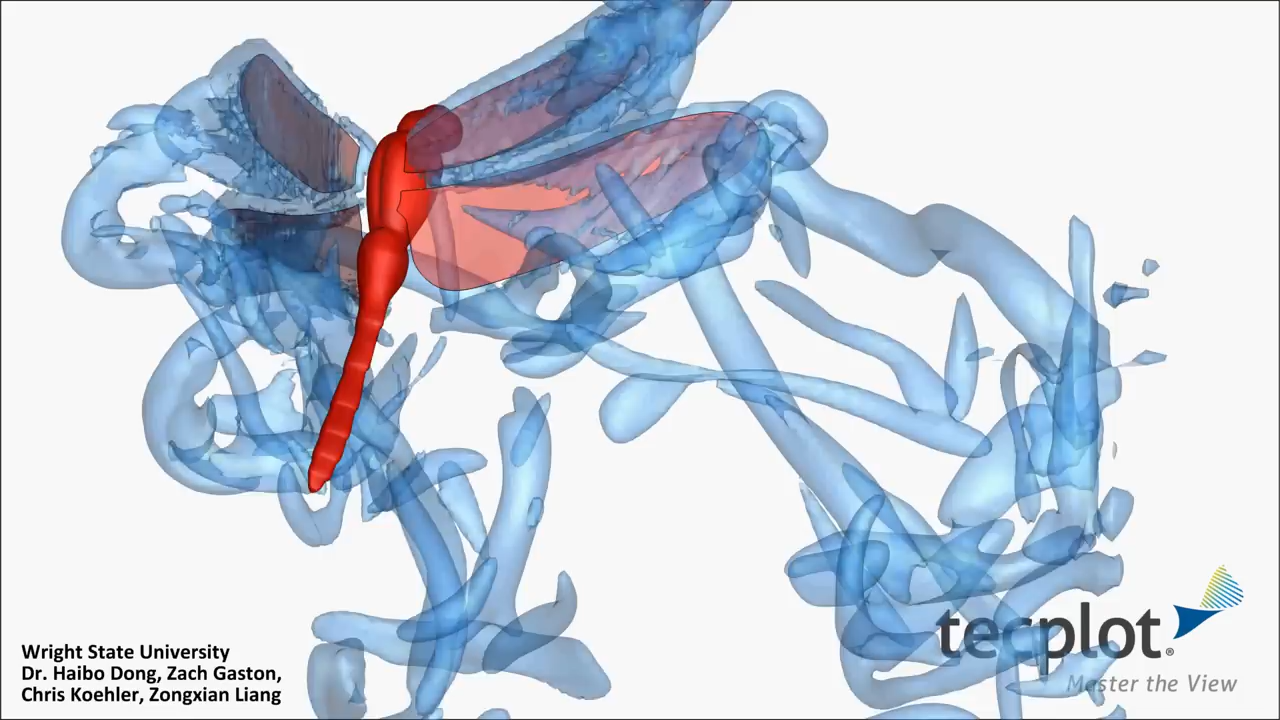 Wright State University
Dr. Haibo Dong, Zach Gaston,
Chris Koehler, Zongxian Liang
tecplot®
Master the View